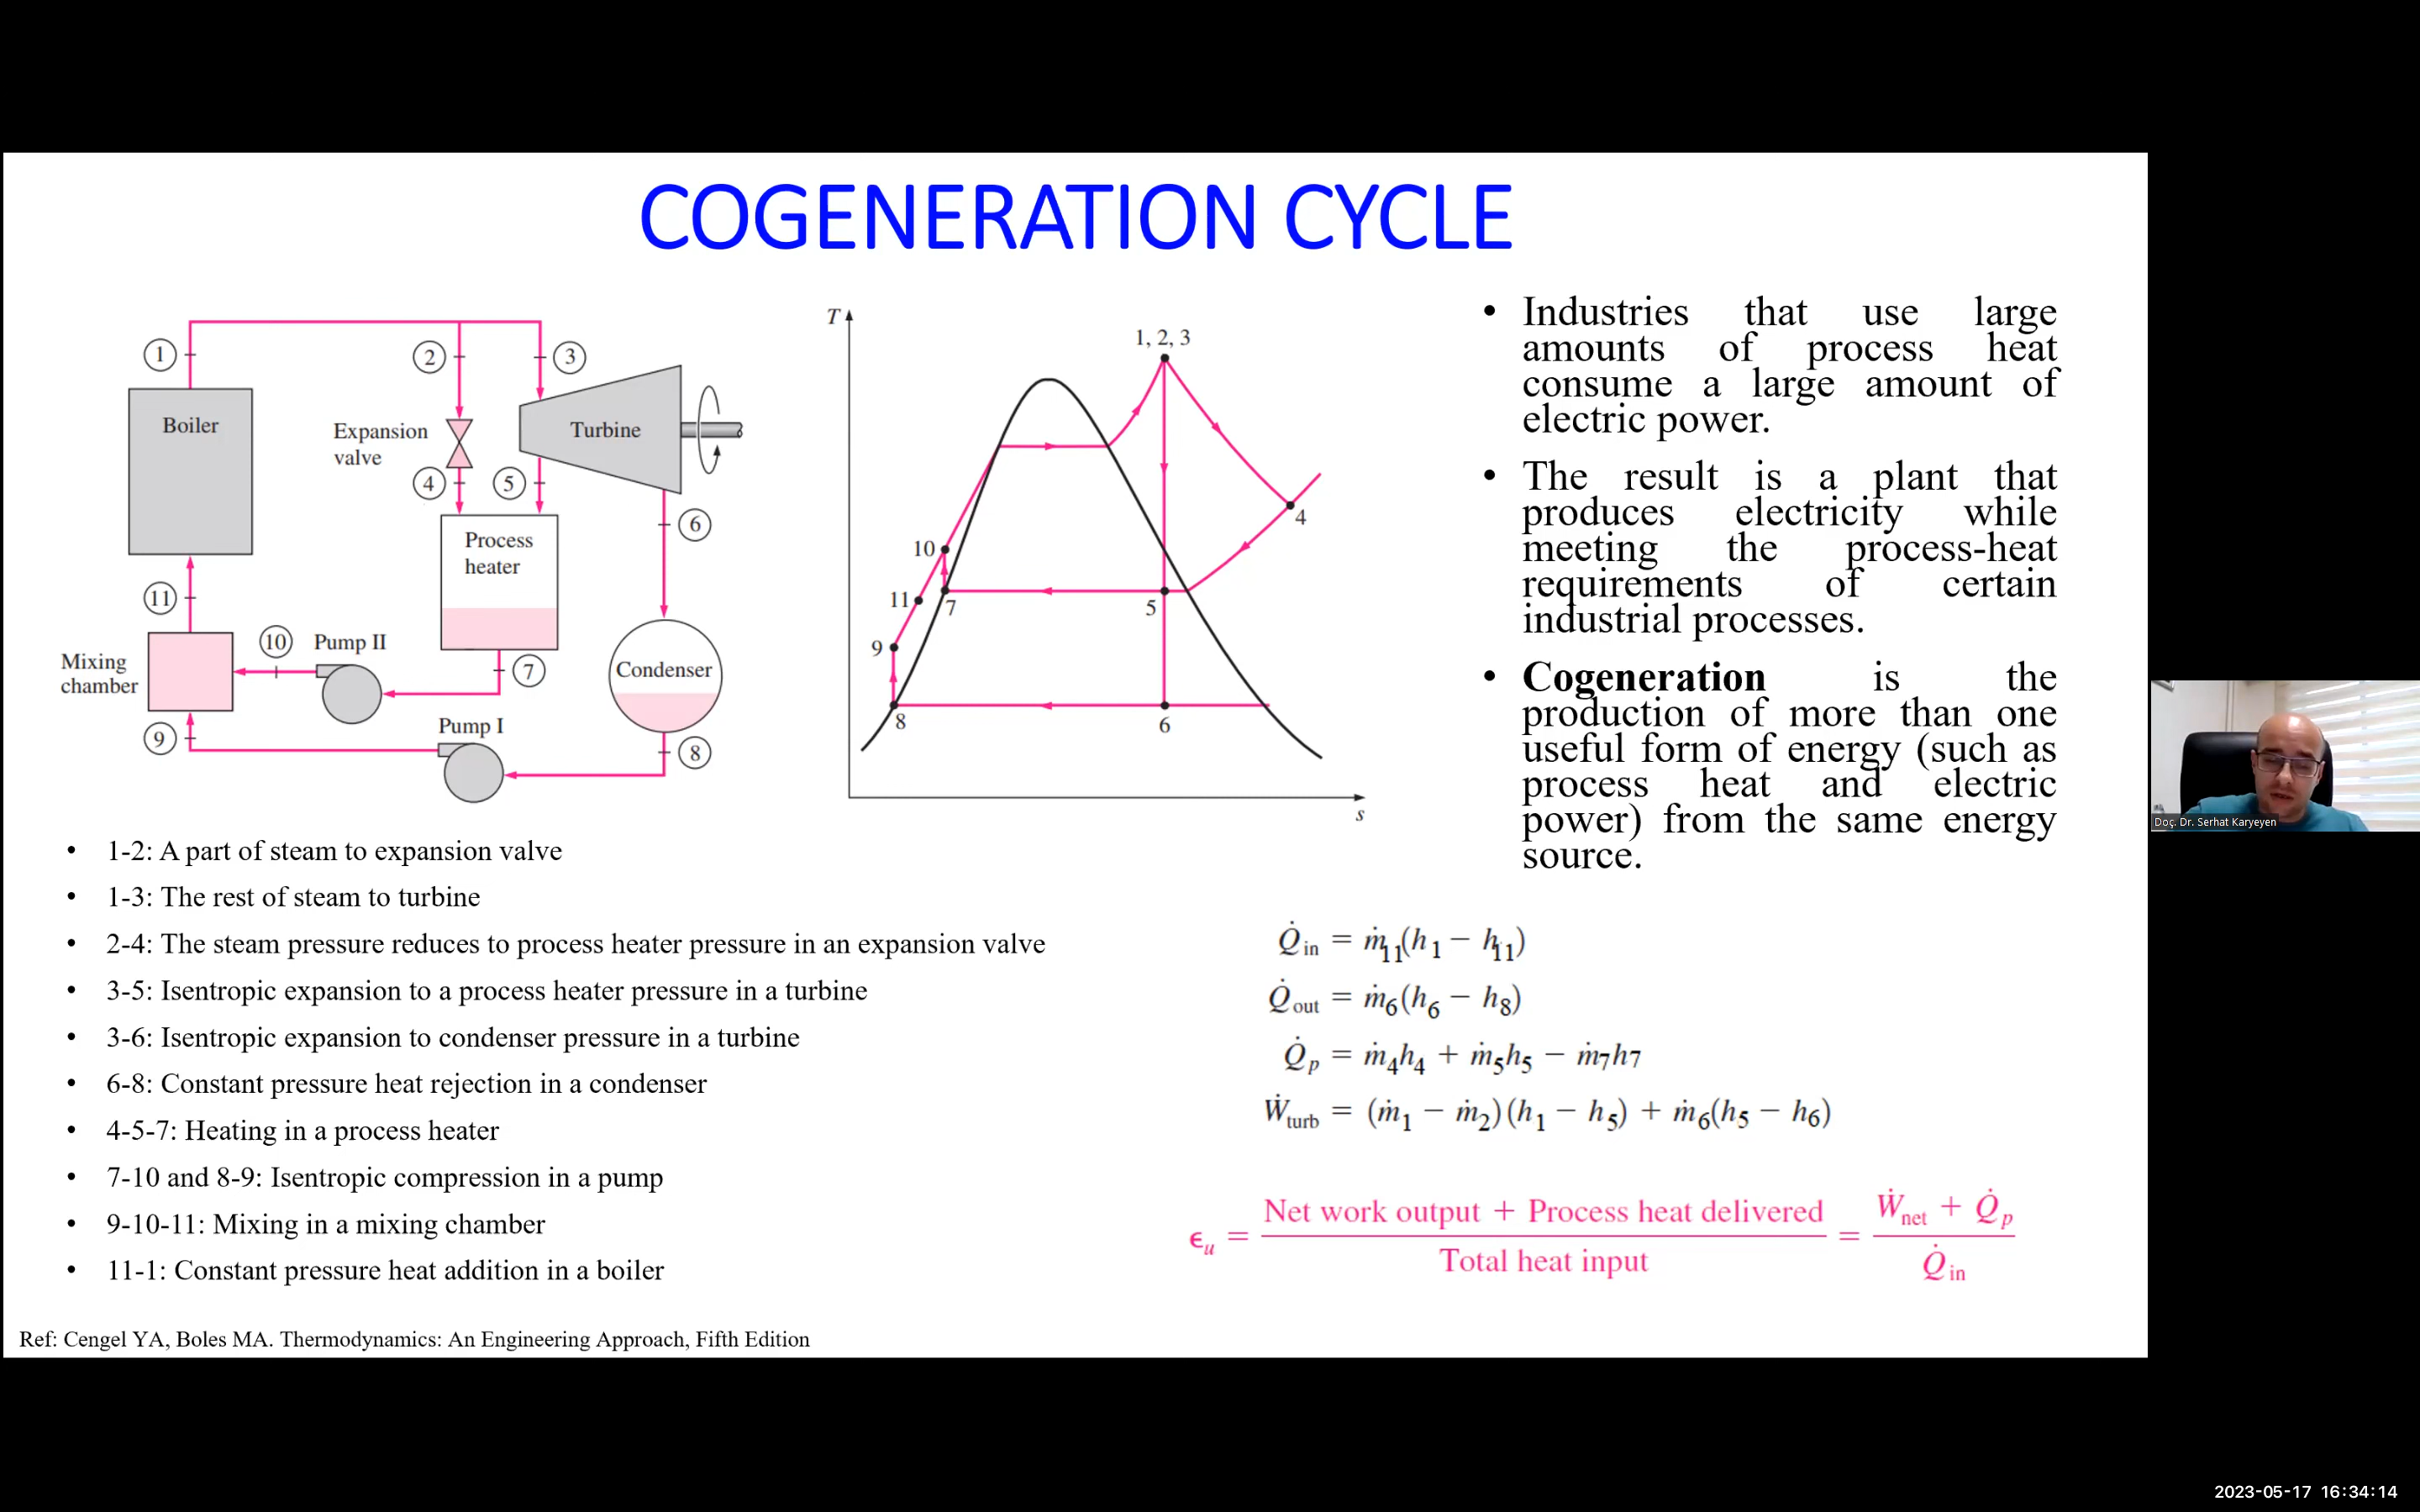 COGENERATION CYCLE
1
2
3
Boiler
Expansion
valve
Turbine
4
5
6
Process
heater
11
Mixing
chamber
10
Pump II
7
Condenser
Pump I
9
8
T
1, 2, 3
4
10
11
7
5
9
8
6
s
• Industries that use large
amounts of process heat
consume a large amount of
electric power.
• The result is a plant that
produces electricity while
meeting the process-heat
requirements of certain
industrial processes.
• Cogeneration is the
production of more than one
useful form of energy (such as
process heat and electric
power) from the same energy
source.
• 1-2: A part of steam to expansion valve
• 1-3: The rest of steam to turbine
• 2-4: The steam pressure reduces to process heater pressure in an expansion valve
• 3-5: Isentropic expansion to a process heater pressure in a turbine
• 3-6: Isentropic expansion to condenser pressure in a turbine
• 6-8: Constant pressure heat rejection in a condenser
• 4-5-7: Heating in a process heater
• 7-10 and 8-9: Isentropic compression in a pump
• 9-10-11: Mixing in a mixing chamber
• 11-1: Constant pressure heat addition in a boiler
Q̇in = ṁ11(h1 − h11)
Q̇out = ṁ6(h6 − h8)
Q̇p = ṁ4h4 + ṁ5h5 − ṁ7h7
Ẇturb = (ṁ1 − ṁ2)(h1 − h5) + ṁ6(h5 − h6)
ϵu = Net work output + Process heat delivered / Total heat input = Ẇnet + Q̇p / Q̇in
Ref: Cengel YA, Boles MA. Thermodynamics: An Engineering Approach, Fifth Edition
Doç. Dr. Serhat Karyeyen
2023-05-17 16:34:14